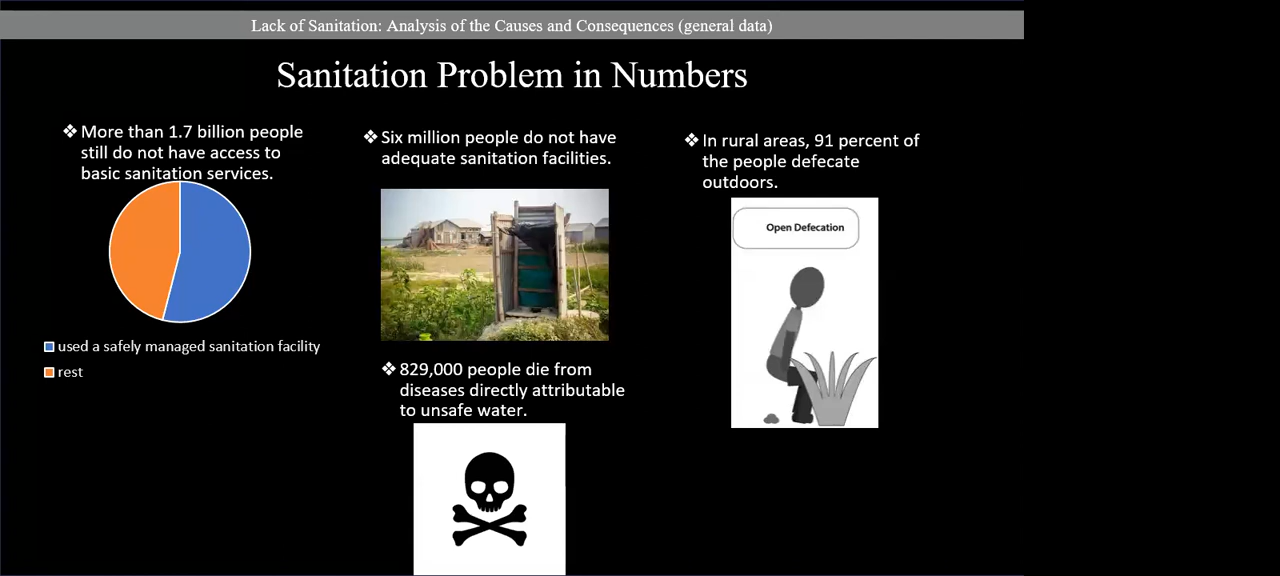 Lack of Sanitation: Analysis of the Causes and Consequences (general data)
Sanitation Problem in Numbers
❖ More than 1.7 billion people
still do not have access to
basic sanitation services.
used a safely managed sanitation facility
rest
❖ Six million people do not have
adequate sanitation facilities.
❖ 829,000 people die from
diseases directly attributable
to unsafe water.
❖ In rural areas, 91 percent of
the people defecate
outdoors.
Open Defecation